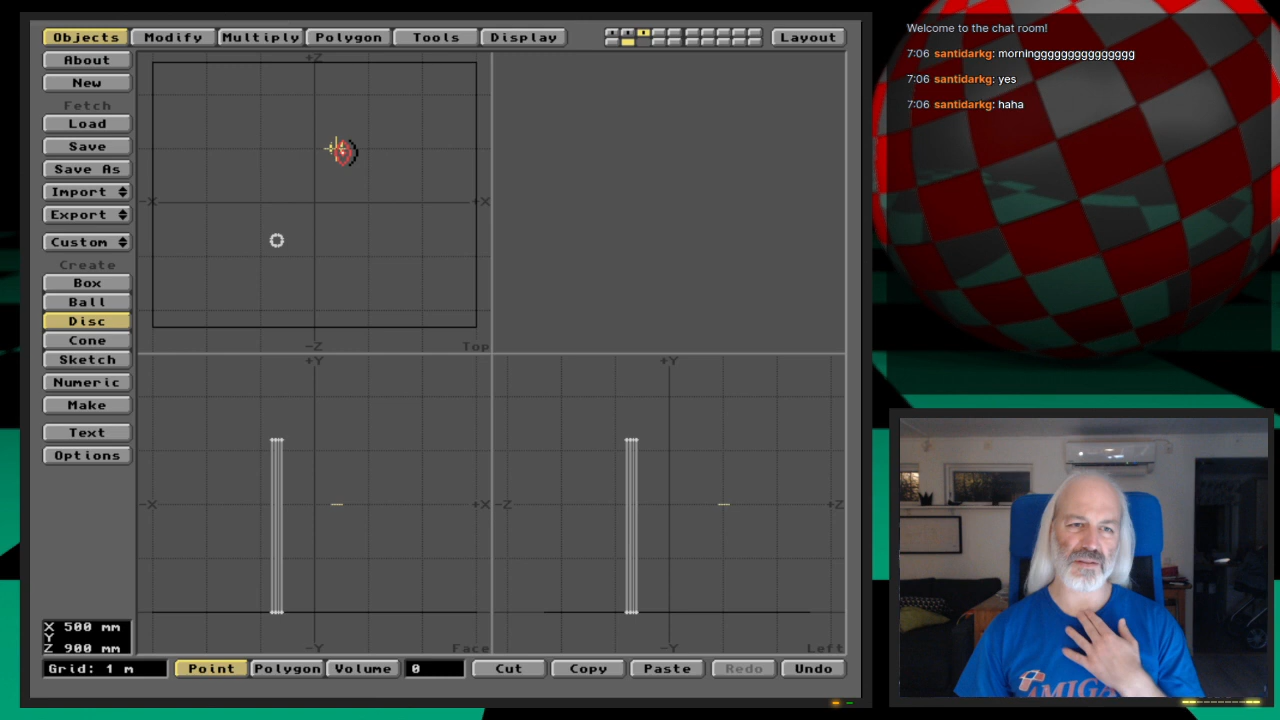 Objects Modify Multiply Polygon Tools Display Layout
About
New
Fetch
Load
Save
Save As
Import
Export
Custom
Create
Box
Ball
Disc
Cone
Sketch
Numeric
Make
Text
Options
+Z
-X +X
-Z Top
+Y +Y
-X +X -Z +Z
-Y Face -Y Left
X 500 mm
Y
Z 900 mm
Grid: 1 m Point Polygon Volume 0 Cut Copy Paste Redo Undo
Welcome to the chat room!
7:06 santidarkg: morninggggggggggggggg
7:06 santidarkg: yes
7:06 santidarkg: haha
AMIGA